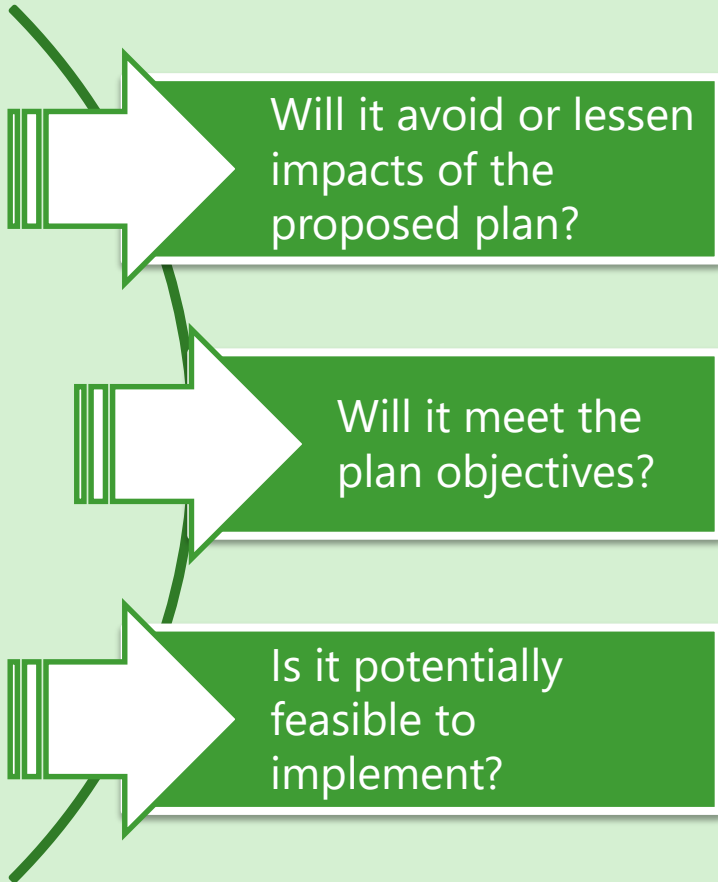 Will it avoid or lessen
impacts of the
proposed plan?
Will it meet the
plan objectives?
Is it potentially
feasible to
implement?